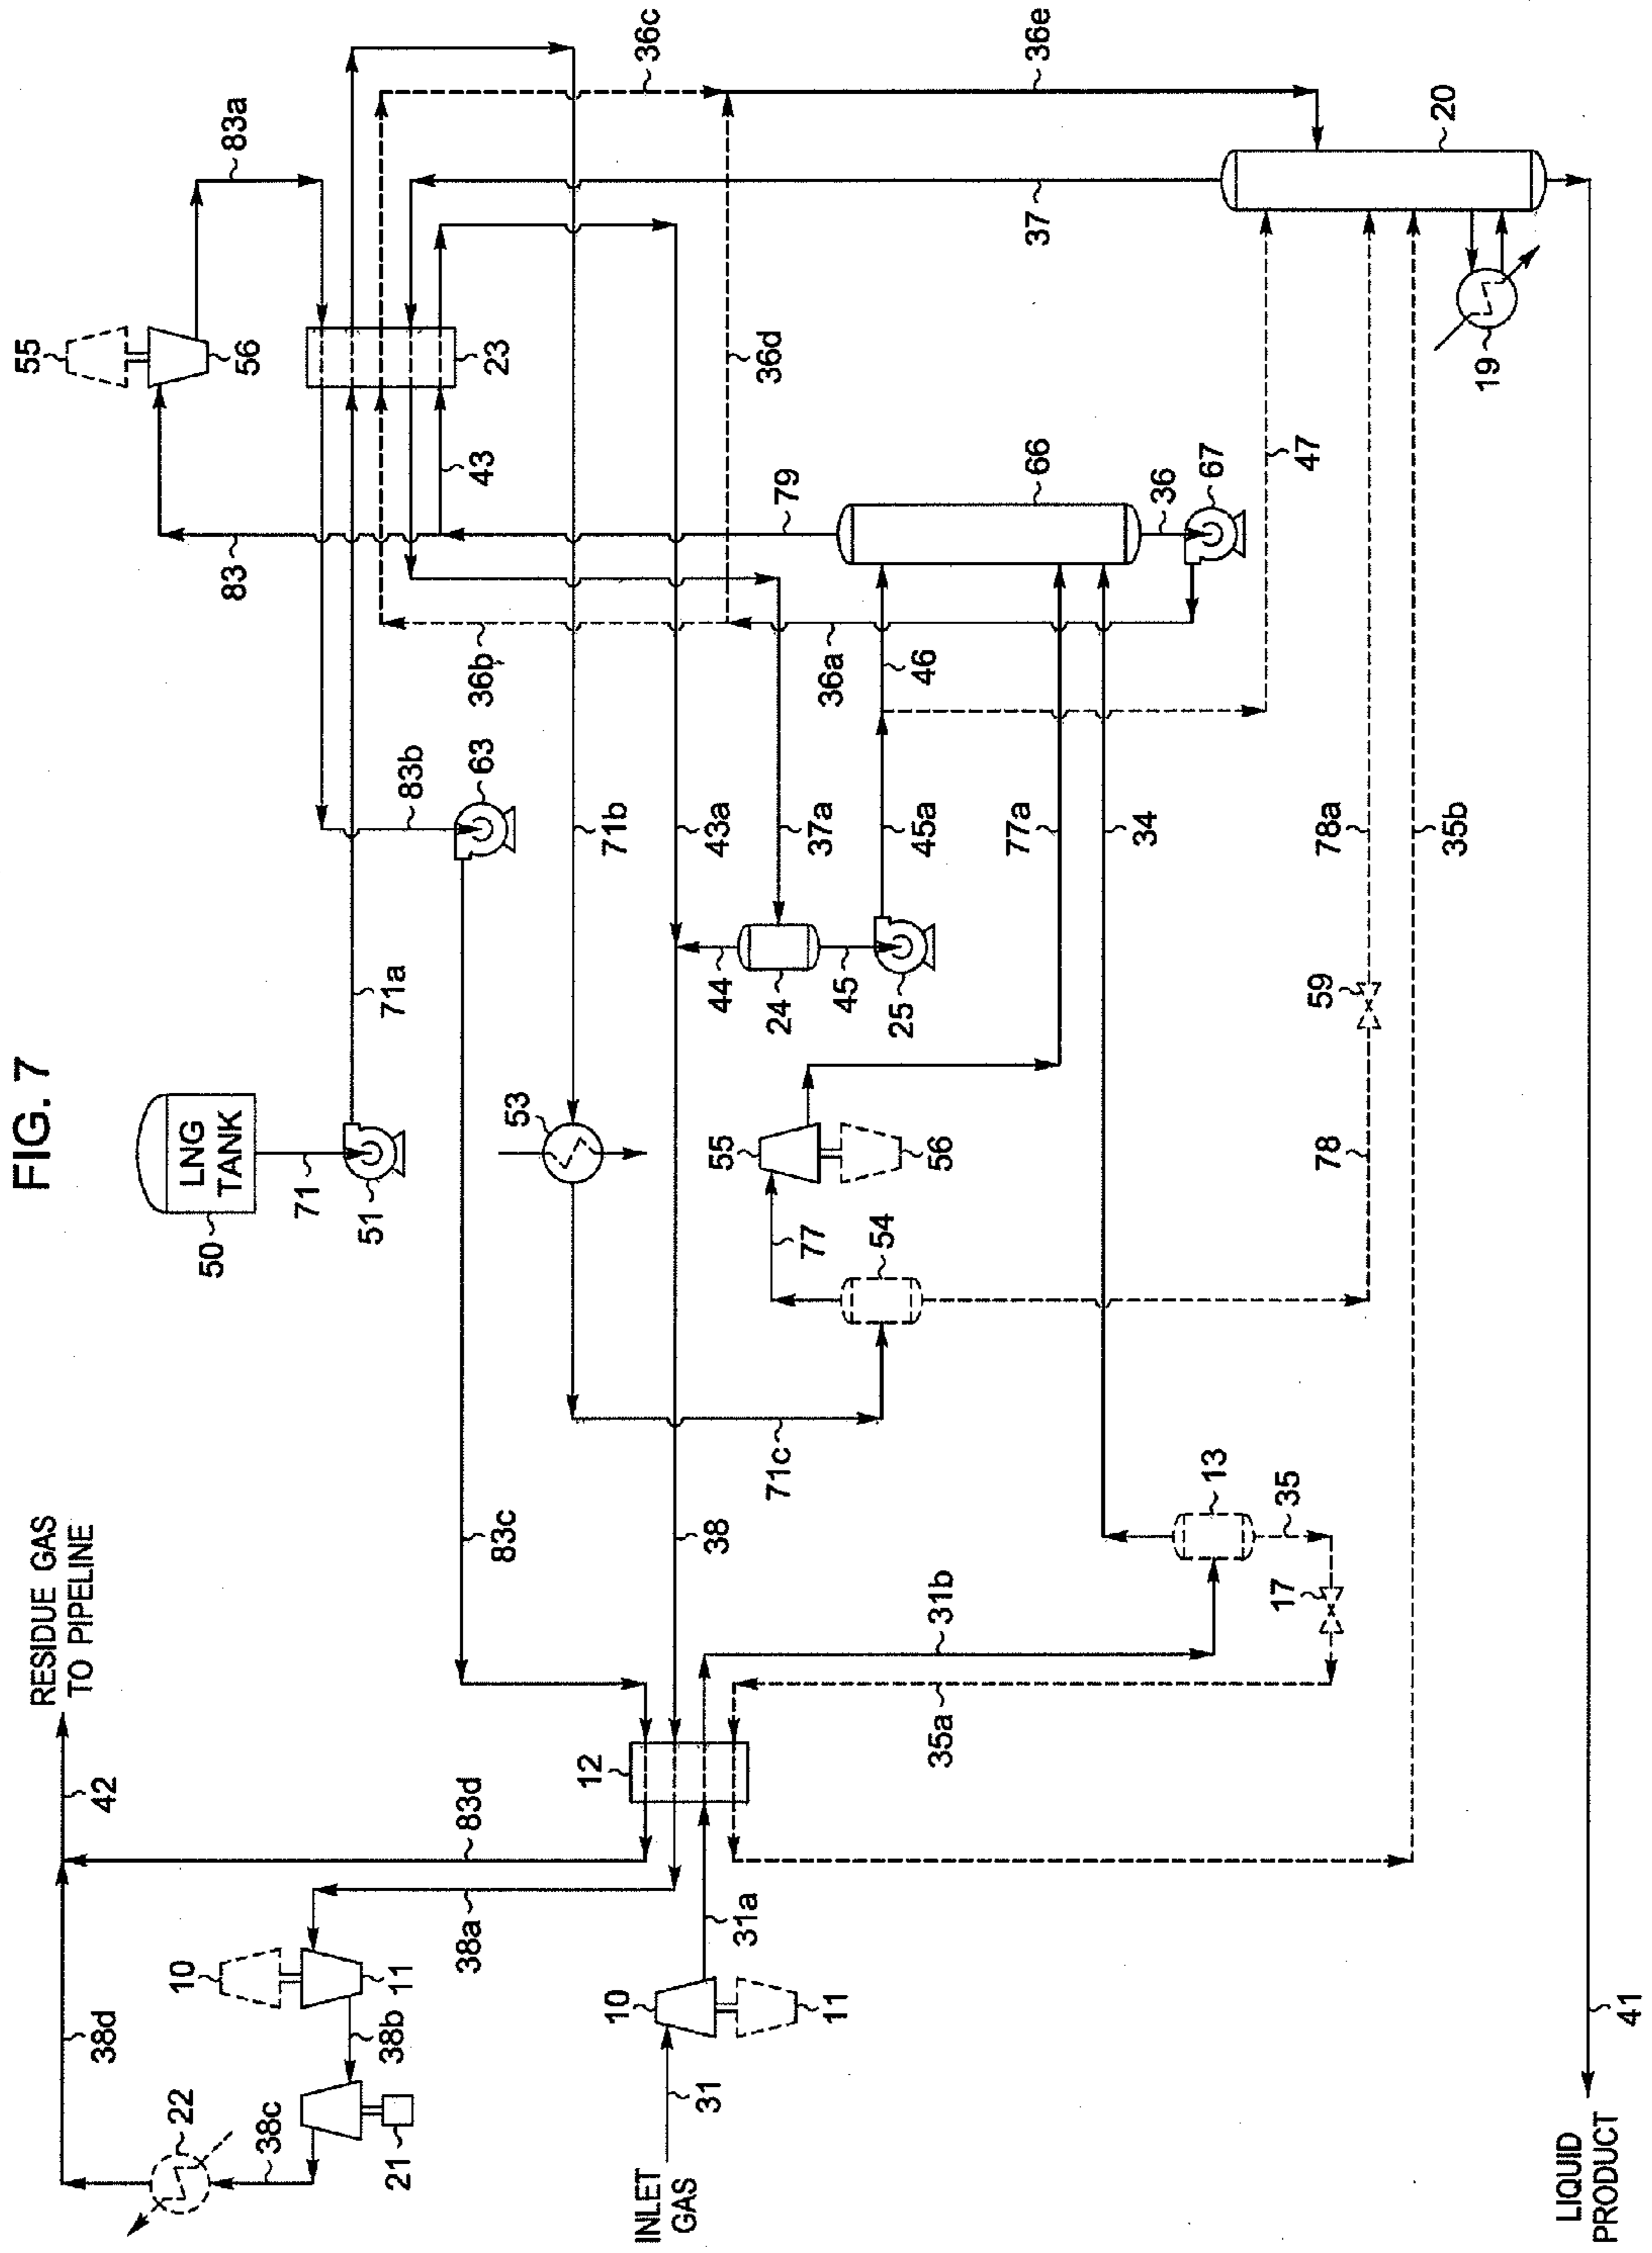 FIG. 7
RESIDUE GAS
TO PIPELINE
LNG
TANK
50
71
51
71a
55
56
83a
83
23
43
36c
36e
36d
36b
36a
83b
63
83c
71b
43a
37a
37
53
71c
38
44
24
45
25
45a
46
47
79
66
36
67
20
19
77a
34
55
56
77
54
78
59
78a
35b
13
35
17
31b
35a
12
83d
42
38d
38a
10
11
38b
38c
22
21
10
11
31a
31
INLET
GAS
41
LIQUID
PRODUCT